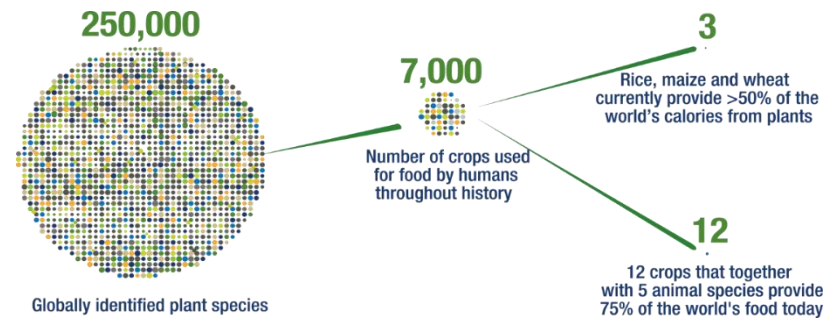 250,000
Globally identified plant species
7,000
Number of crops used
for food by humans
throughout history
3
Rice, maize and wheat
currently provide >50% of the
world's calories from plants
12
12 crops that together
with 5 animal species provide
75% of the world's food today